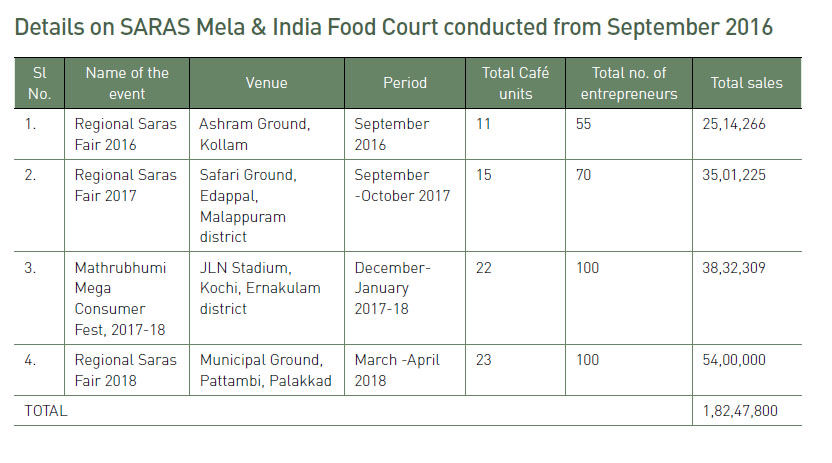 Details on SARAS Mela & India Food Court conducted from September 2016
Sl No. Name of the event Venue Period Total Café units Total no. of entrepreneurs Total sales
1. Regional Saras Fair 2016 Ashram Ground, Kollam September 2016 11 55 25,14,266
2. Regional Saras Fair 2017 Safari Ground, Edappal, Malappuram district September -October 2017 15 70 35,01,225
3. Mathrubhumi Mega Consumer Fest, 2017-18 JLN Stadium, Kochi, Ernakulam district December- January 2017-18 22 100 38,32,309
4. Regional Saras Fair 2018 Municipal Ground, Pattambi, Palakkad March -April 2018 23 100 54,00,000
TOTAL 1,82,47,800